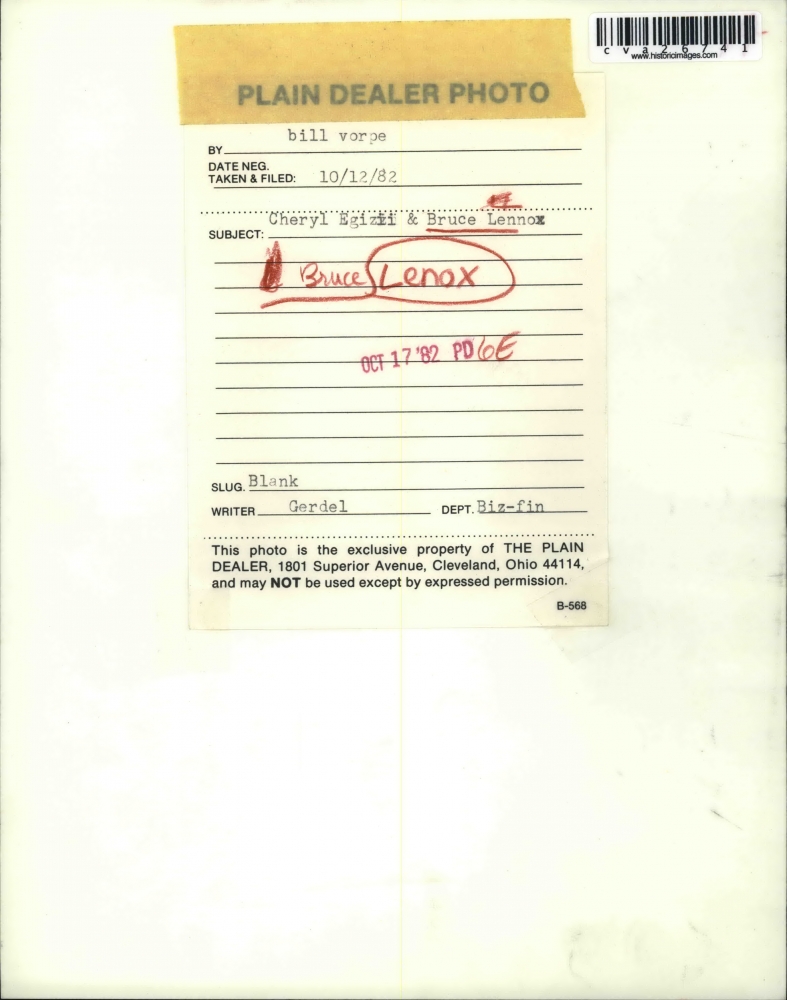 cva26741
www.historicimages.com
PLAIN DEALER PHOTO
BY bill vorpe
DATE NEG.
TAKEN & FILED: 10/12/82
SUBJECT: Cheryl Egizii & Bruce Lennox
Bruce Lenox
OCT 17 '82 PD 6E
SLUG. Blank
WRITER Gerdel DEPT. Biz-fin
This photo is the exclusive property of THE PLAIN
DEALER, 1801 Superior Avenue, Cleveland, Ohio 44114,
and may NOT be used except by expressed permission.
B-568